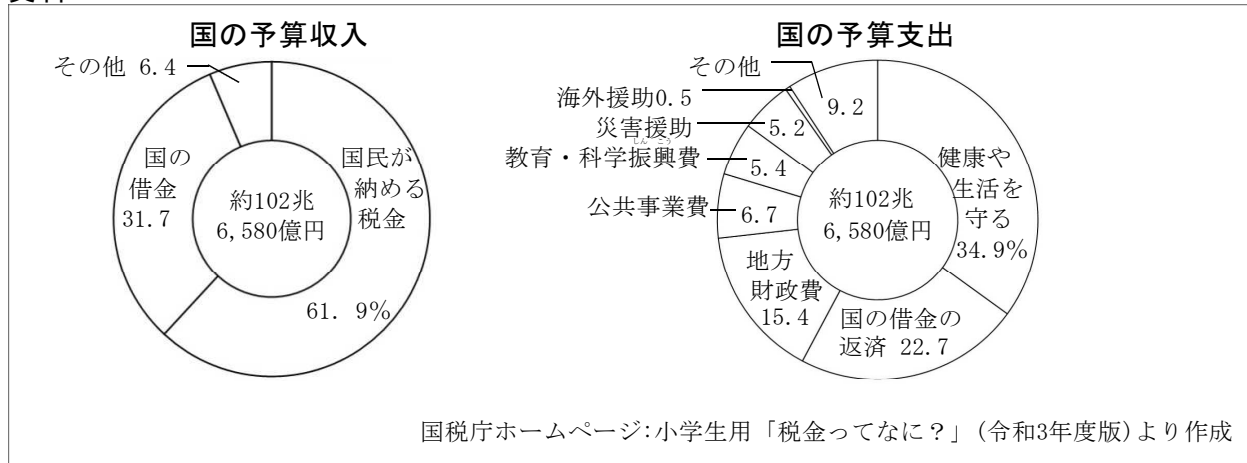 国の予算収入
その他 6.4
国の
借金
31.7
国民が
納める
税金
61. 9%
約102兆
6,580億円
国の予算支出
その他
9.2
海外援助0.5
災害援助
5.2
しん こう
教育・科学振興費
5.4
公共事業費
6.7
地方
財政費
15.4
国の借金の
返済 22.7
健康や
生活を
守る
34.9%
約102兆
6,580億円
国税庁ホームページ:小学生用「税金ってなに？」(令和3年度版)より作成